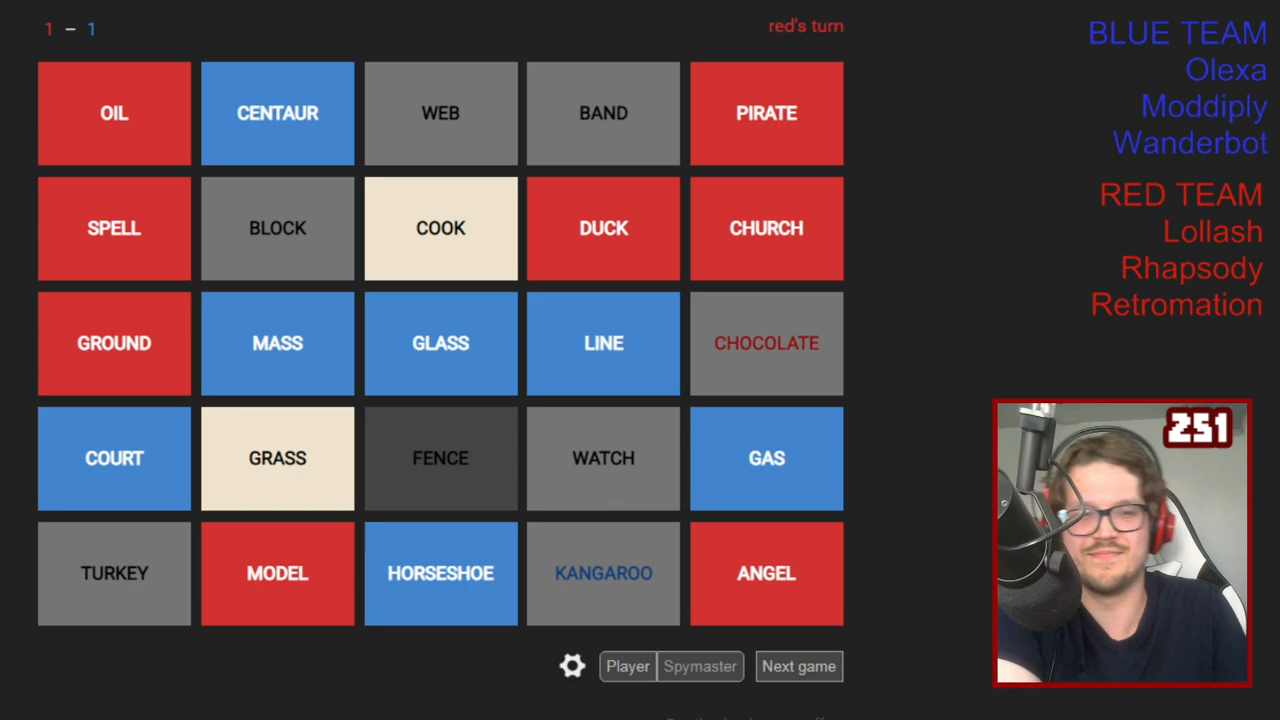 1 – 1
red's turn
OIL CENTAUR WEB BAND PIRATE
SPELL BLOCK COOK DUCK CHURCH
GROUND MASS GLASS LINE CHOCOLATE
COURT GRASS FENCE WATCH GAS
TURKEY MODEL HORSESHOE KANGAROO ANGEL
Player Spymaster Next game
BLUE TEAM
Olexa
Moddiply
Wanderbot
RED TEAM
Lollash
Rhapsody
Retromation
251